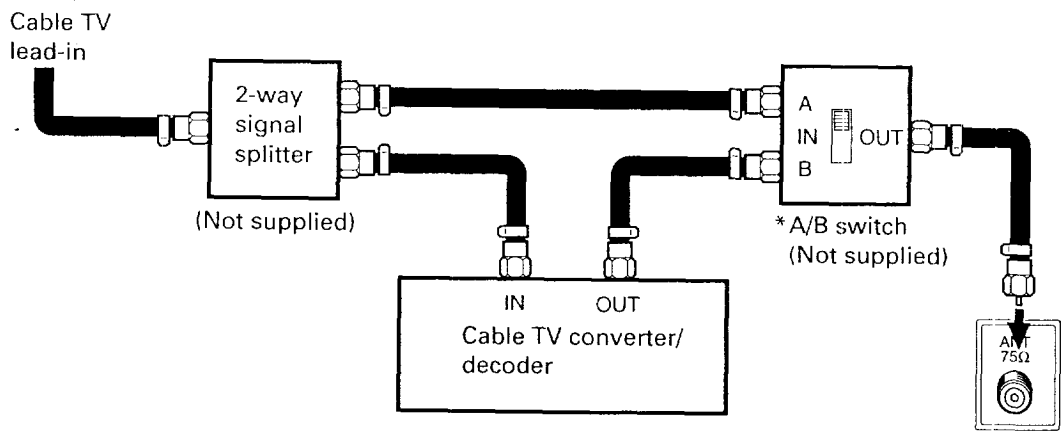 Cable TV
lead-in
2-way
signal
splitter
(Not supplied)
A
IN
OUT
B
*A/B switch
(Not supplied)
IN
OUT
Cable TV converter/
decoder
ANT
75Ω